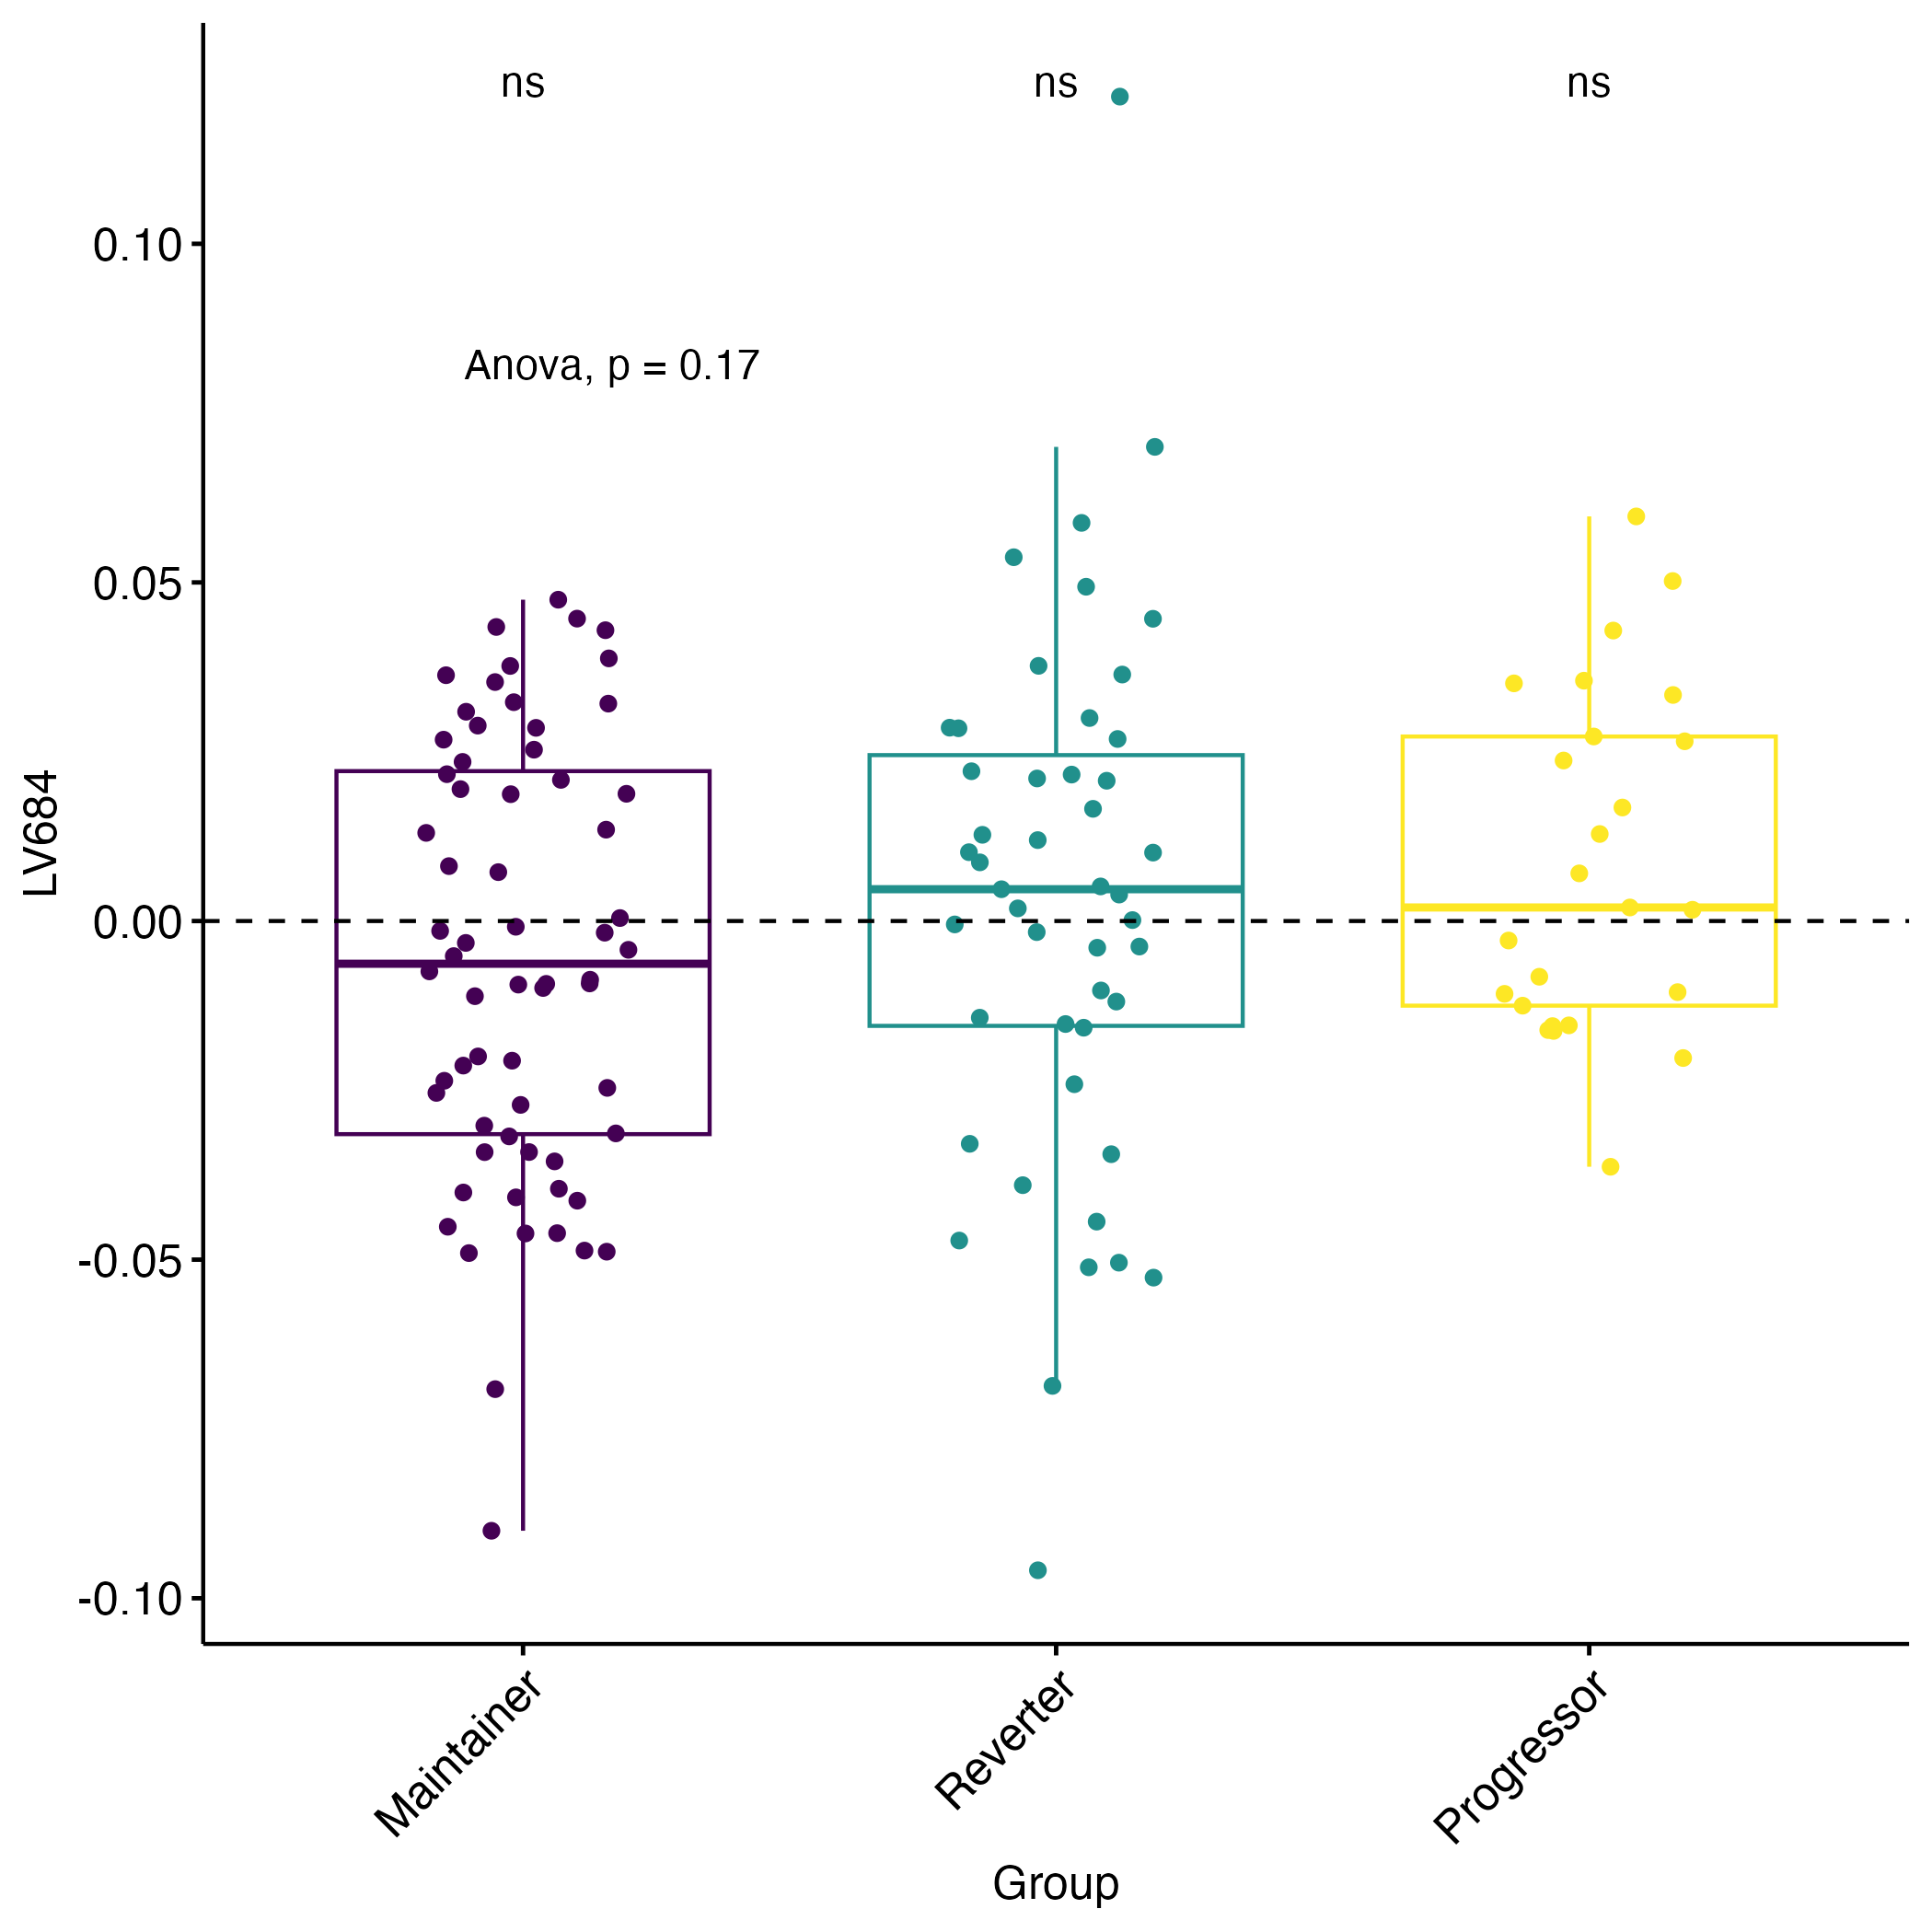 ns ns ns
Anova, p = 0.17
LV684
0.10
0.05
0.00
-0.05
-0.10
Maintainer
Reverter
Progressor
Group